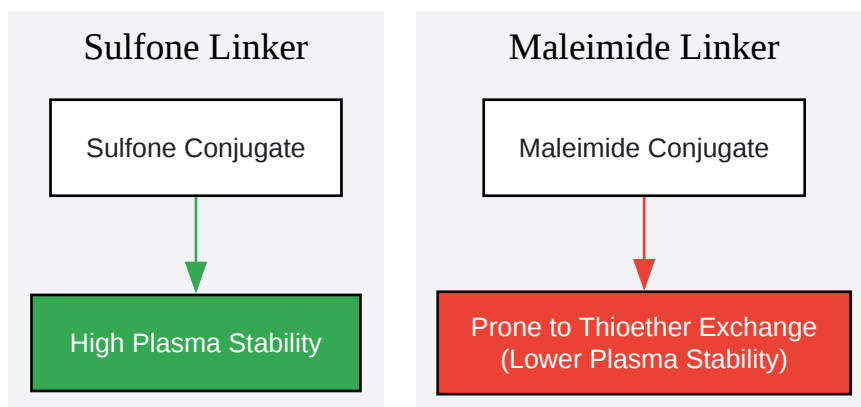 Sulfone Linker
Sulfone Conjugate
High Plasma Stability
Maleimide Linker
Maleimide Conjugate
Prone to Thioether Exchange
(Lower Plasma Stability)